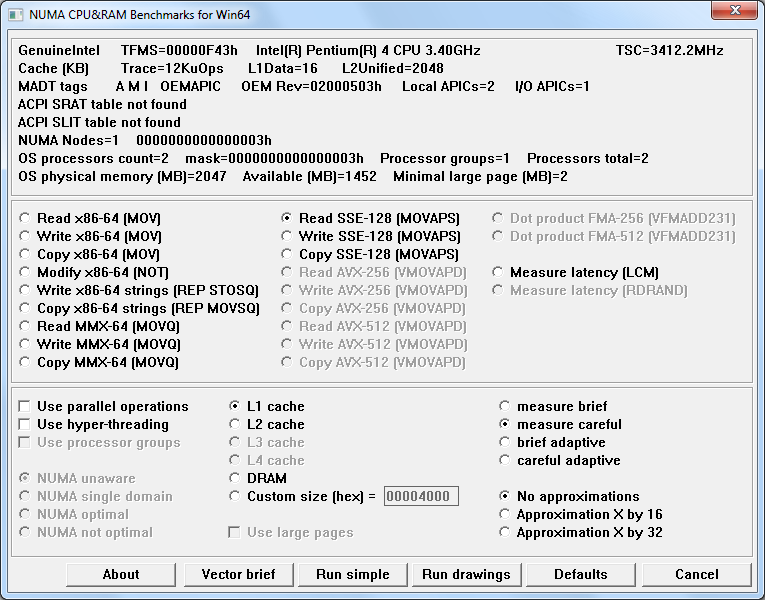 NUMA CPU&RAM Benchmarks for Win64
GenuineIntel TFMS=00000F43h Intel(R) Pentium(R) 4 CPU 3.40GHz TSC=3412.2MHz
Cache (KB) Trace=12KuOps L1Data=16 L2Unified=2048
MADT tags A M I OEMAPIC OEM Rev=02000503h Local APICs=2 I/O APICs=1
ACPI SRAT table not found
ACPI SLIT table not found
NUMA Nodes=1 0000000000000003h
OS processors count=2 mask=0000000000000003h Processor groups=1 Processors total=2
OS physical memory (MB)=2047 Available (MB)=1452 Minimal large page (MB)=2
Read x86-64 (MOV) Read SSE-128 (MOVAPS) Dot product FMA-256 (VFMADD231)
Write x86-64 (MOV) Write SSE-128 (MOVAPS) Dot product FMA-512 (VFMADD231)
Copy x86-64 (MOV) Copy SSE-128 (MOVAPS)
Modify x86-64 (NOT) Read AVX-256 (VMOVAPD) Measure latency (LCM)
Write x86-64 strings (REP STOSQ) Write AVX-256 (VMOVAPD) Measure latency (RDRAND)
Copy x86-64 strings (REP MOVSQ) Copy AVX-256 (VMOVAPD)
Read MMX-64 (MOVQ) Read AVX-512 (VMOVAPD)
Write MMX-64 (MOVQ) Write AVX-512 (VMOVAPD)
Copy MMX-64 (MOVQ) Copy AVX-512 (VMOVAPD)
Use parallel operations L1 cache measure brief
Use hyper-threading L2 cache measure careful
Use processor groups L3 cache brief adaptive
L4 cache careful adaptive
NUMA unaware DRAM
NUMA single domain Custom size (hex) = 00004000 No approximations
NUMA optimal Approximation X by 16
NUMA not optimal Use large pages Approximation X by 32
About Vector brief Run simple Run drawings Defaults Cancel